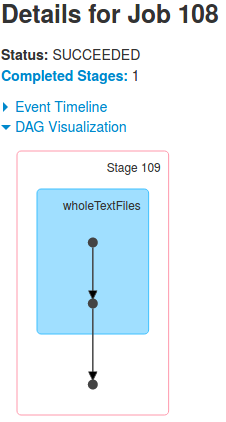 Details for Job 108
Status: SUCCEEDED
Completed Stages: 1
Event Timeline
DAG Visualization
Stage 109
wholeTextFiles